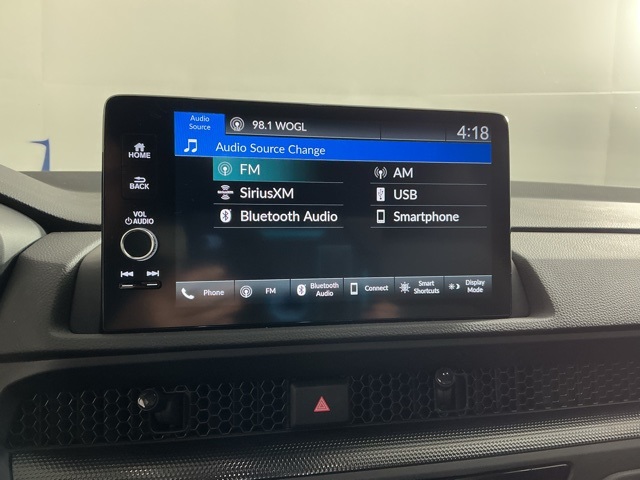 Audio
Source
98.1 WOGL
4:18
Audio Source Change
FM
AM
SiriusXM
USB
Bluetooth Audio
Smartphone
HOME
BACK
VOL
AUDIO
Phone
FM
Bluetooth
Audio
Connect
Smart
Shortcuts
Display
Mode